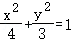 x²/4 + y²/3 = 1